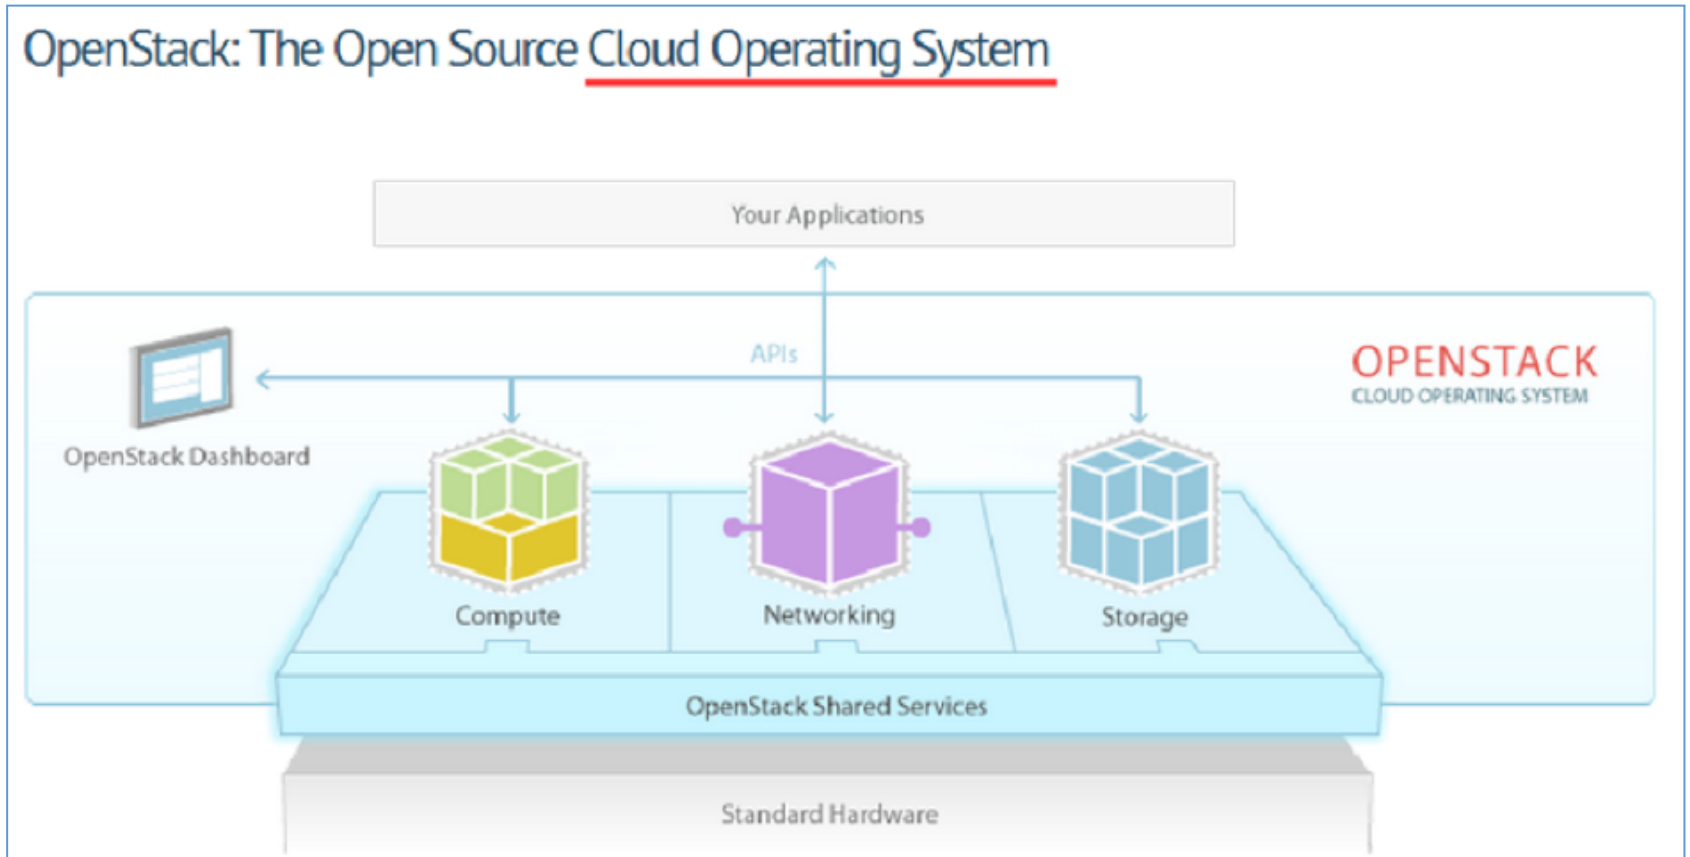 OpenStack: The Open Source Cloud Operating System
Your Applications
APIs
OPENSTACK
CLOUD OPERATING SYSTEM
OpenStack Dashboard
Compute
Networking
Storage
OpenStack Shared Services
Standard Hardware